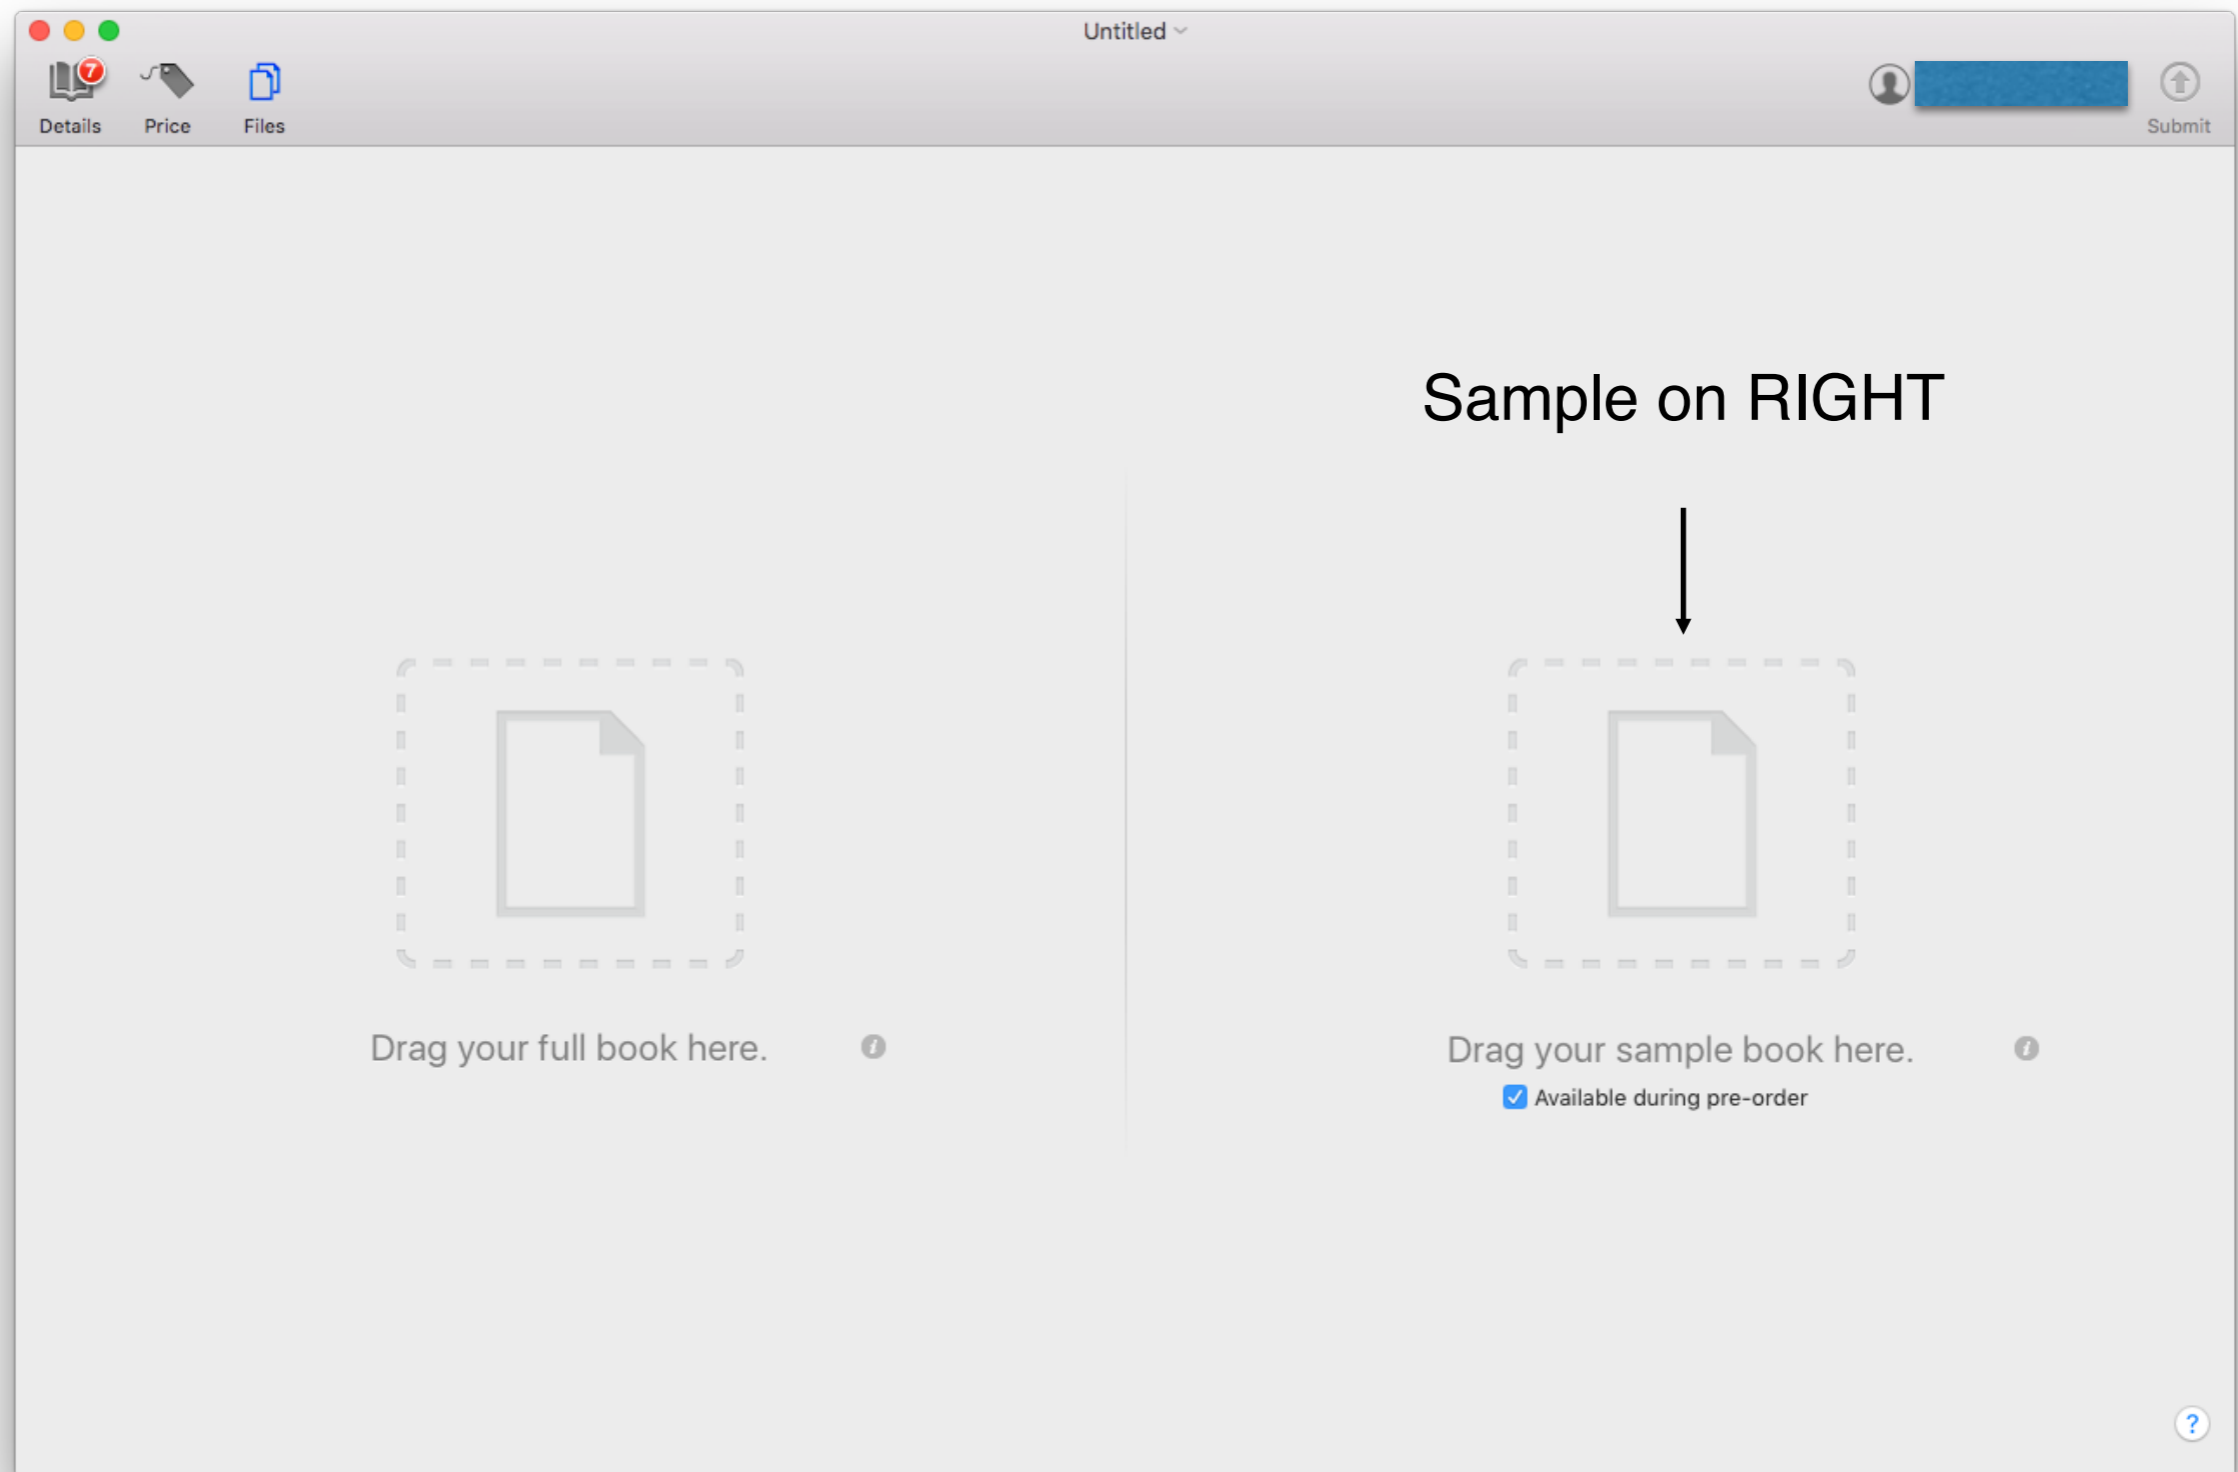 Untitled
7
Details Price Files
Submit
Sample on RIGHT
Drag your full book here.
Drag your sample book here.
Available during pre-order
?